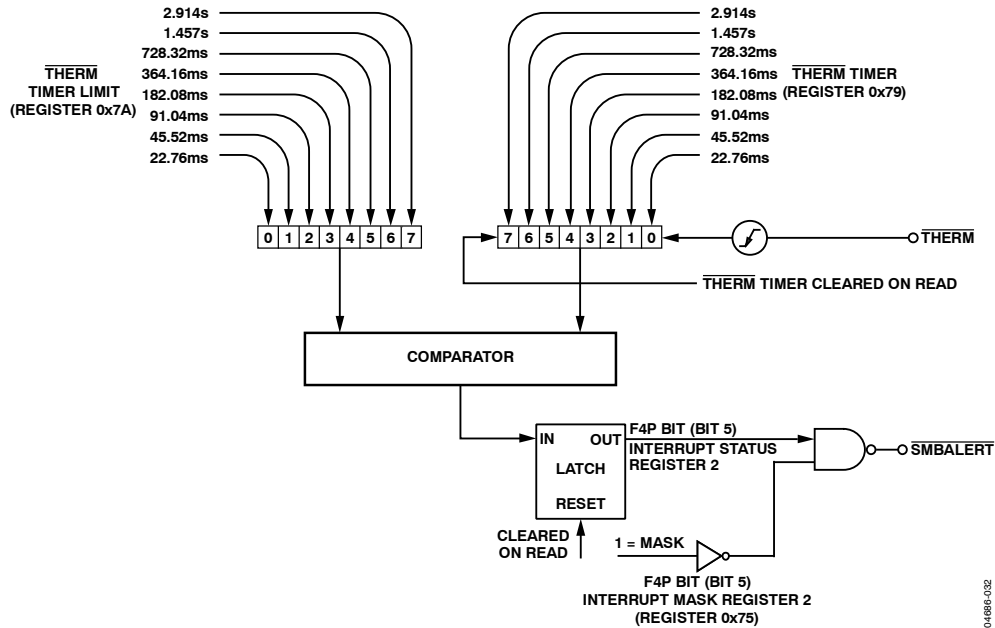 2.914s
1.457s
728.32ms
364.16ms
182.08ms
91.04ms
45.52ms
22.76ms
THERM
TIMER LIMIT
(REGISTER 0x7A)
2.914s
1.457s
728.32ms
364.16ms
182.08ms
91.04ms
45.52ms
22.76ms
THERM TIMER
(REGISTER 0x79)
0 1 2 3 4 5 6 7
7 6 5 4 3 2 1 0
THERM
THERM TIMER CLEARED ON READ
COMPARATOR
IN OUT
LATCH
RESET
F4P BIT (BIT 5)
INTERRUPT STATUS
REGISTER 2
SMBALERT
CLEARED
ON READ
1 = MASK
F4P BIT (BIT 5)
INTERRUPT MASK REGISTER 2
(REGISTER 0x75)
04686-032